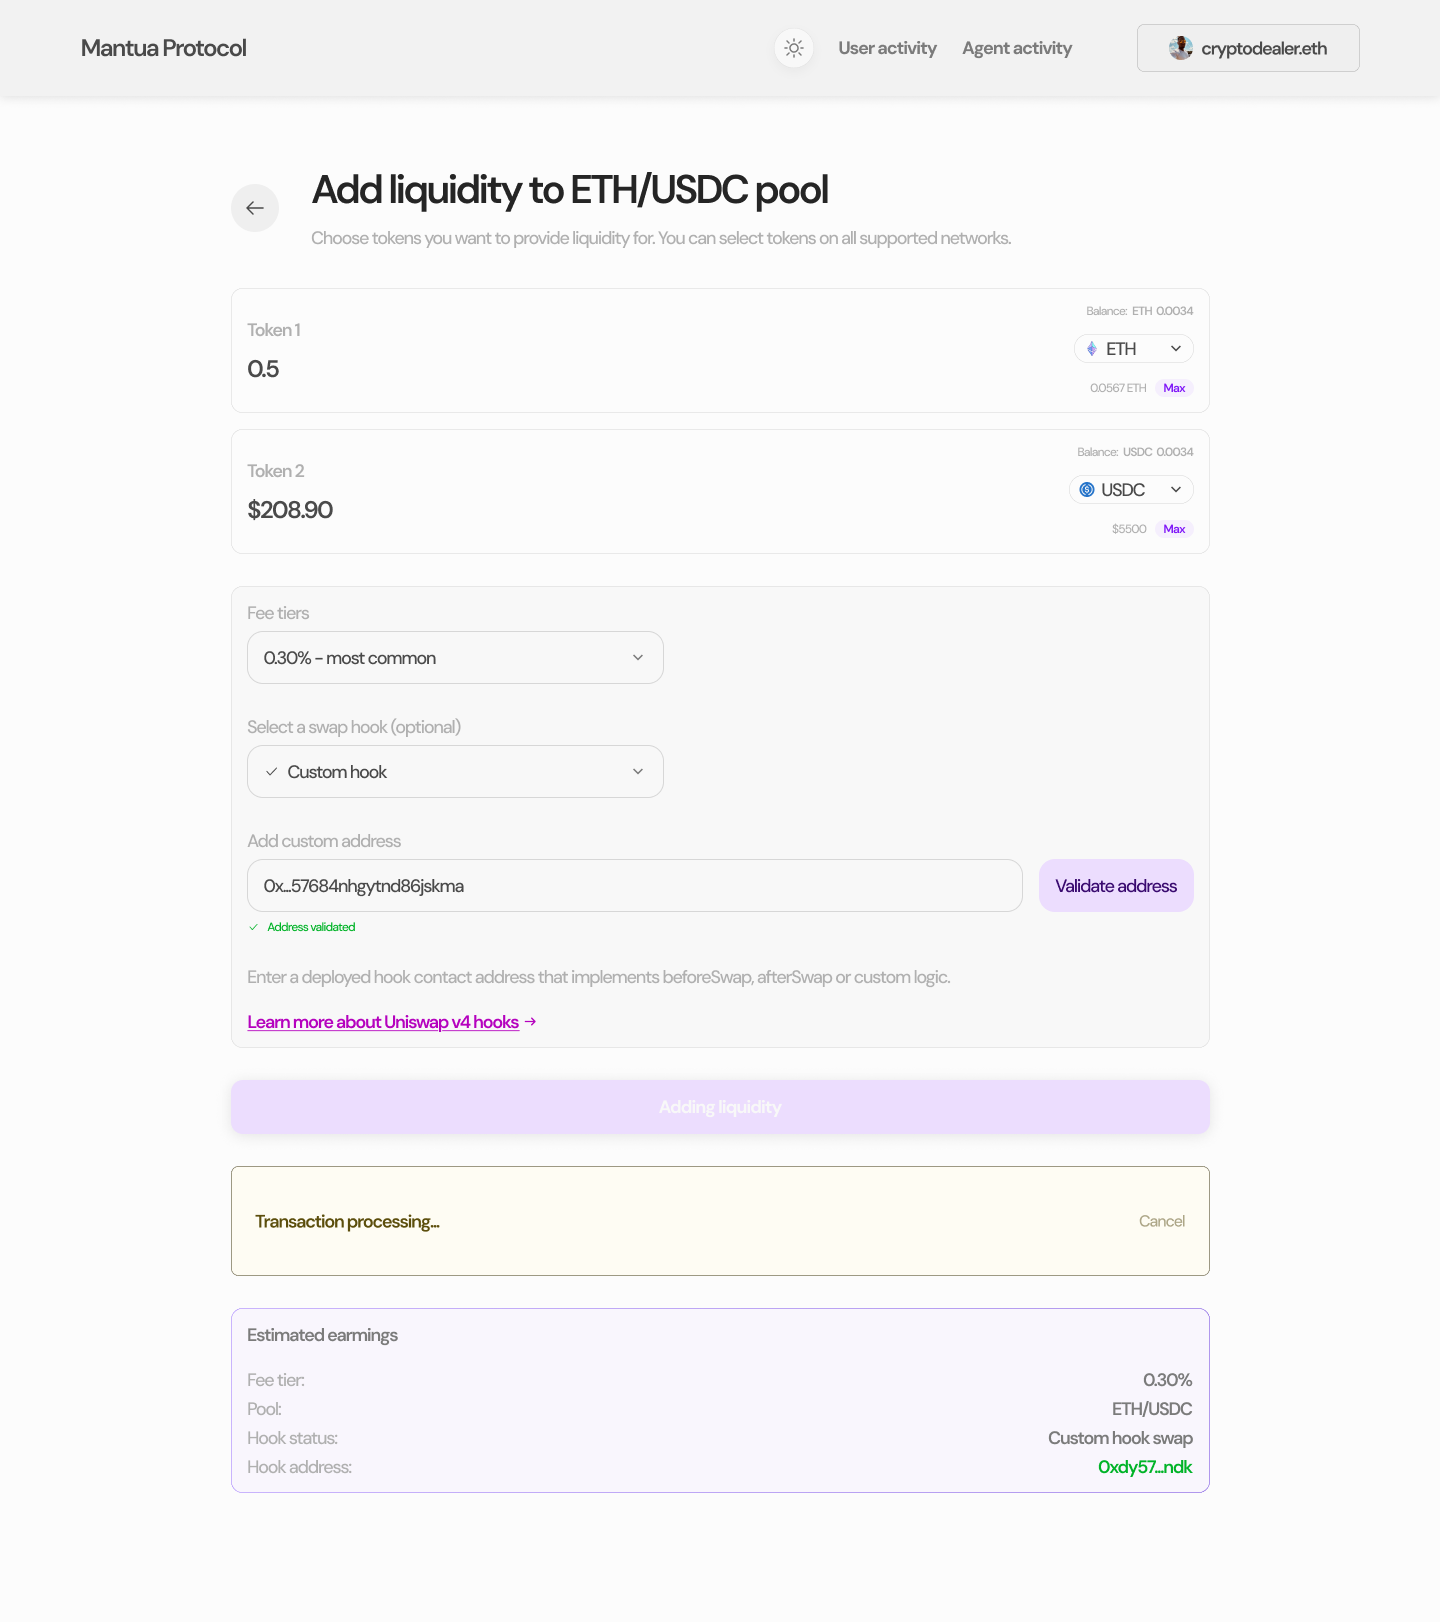 Mantua Protocol
User activity
Agent activity
cryptodealer.eth
Add liquidity to ETH/USDC pool
Choose tokens you want to provide liquidity for. You can select tokens on all supported networks.
Token 1
0.5
Balance: ETH 0.0034
ETH
0.0567 ETH Max
Token 2
$208.90
Balance: USDC 0.0034
USDC
$5500 Max
Fee tiers
0.30% - most common
Select a swap hook (optional)
Custom hook
Add custom address
0x...57684nhgytnd86jskma
Validate address
Address validated
Enter a deployed hook contact address that implements beforeSwap, afterSwap or custom logic.
Learn more about Uniswap v4 hooks →
Adding liquidity
Transaction processing...
Cancel
Estimated earmings
Fee tier: 0.30%
Pool: ETH/USDC
Hook status: Custom hook swap
Hook address: 0xdy57...ndk